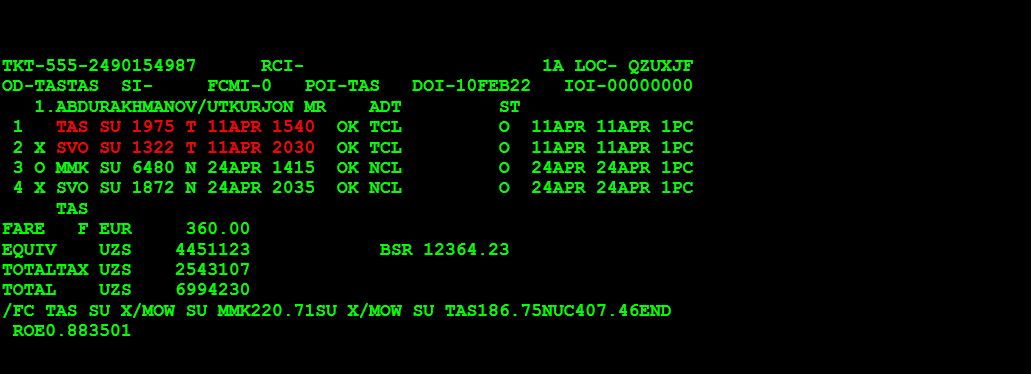 TKT-555-2490154987      RCI-                      1A LOC- QZUXJF
OD-TASTAS  SI-     FCMI-0   POI-TAS   DOI-10FEB22   IOI-00000000
   1.ABDURAKHMANOV/UTKURJON MR    ADT         ST
 1   TAS SU 1975 T 11APR 1540  OK TCL         O  11APR 11APR 1PC
 2 X SVO SU 1322 T 11APR 2030  OK TCL         O  11APR 11APR 1PC
 3 O MMK SU 6480 N 24APR 1415  OK NCL         O  24APR 24APR 1PC
 4 X SVO SU 1872 N 24APR 2035  OK NCL         O  24APR 24APR 1PC
     TAS
FARE   F EUR     360.00
EQUIV    UZS    4451123            BSR 12364.23
TOTALTAX UZS    2543107
TOTAL    UZS    6994230
/FC TAS SU X/MOW SU MMK220.71SU X/MOW SU TAS186.75NUC407.46END
 ROE0.883501